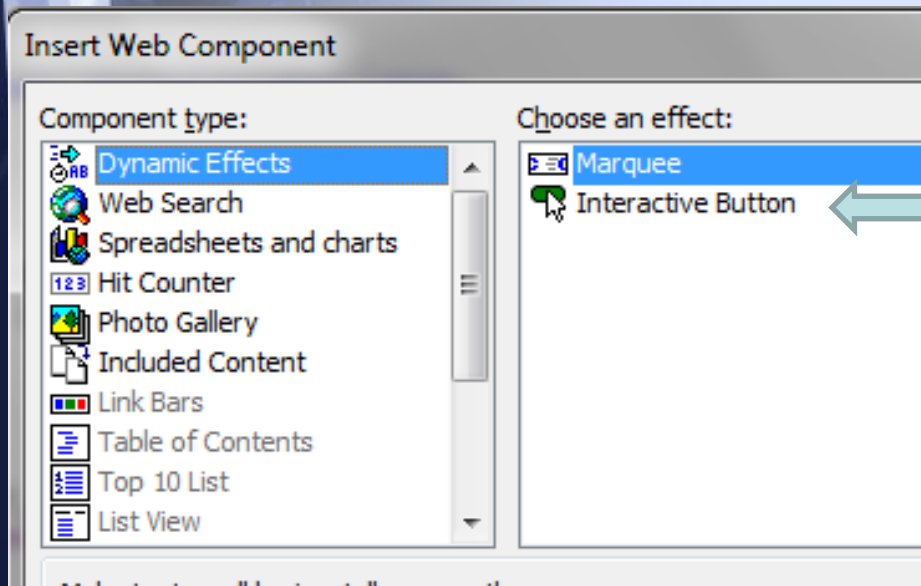 Insert Web Component
Component type:
Dynamic Effects
Web Search
Spreadsheets and charts
123 Hit Counter
Photo Gallery
Included Content
Link Bars
Table of Contents
Top 10 List
List View
Choose an effect:
Marquee
Interactive Button